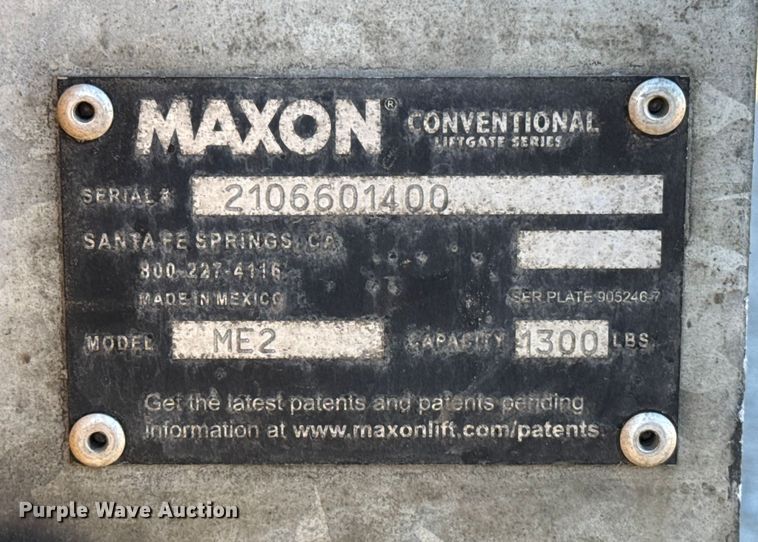 MAXON® CONVENTIONAL
LIFTGATE SERIES
SERIAL # 2106601400
SANTA FE SPRINGS, CA
800-227-4116
MADE IN MEXICO
SER PLATE 905246-7
MODEL ME2 CAPACITY 1300 LBS
Get the latest patents and patents pending
information at www.maxonlift.com/patents.
Purple Wave Auction